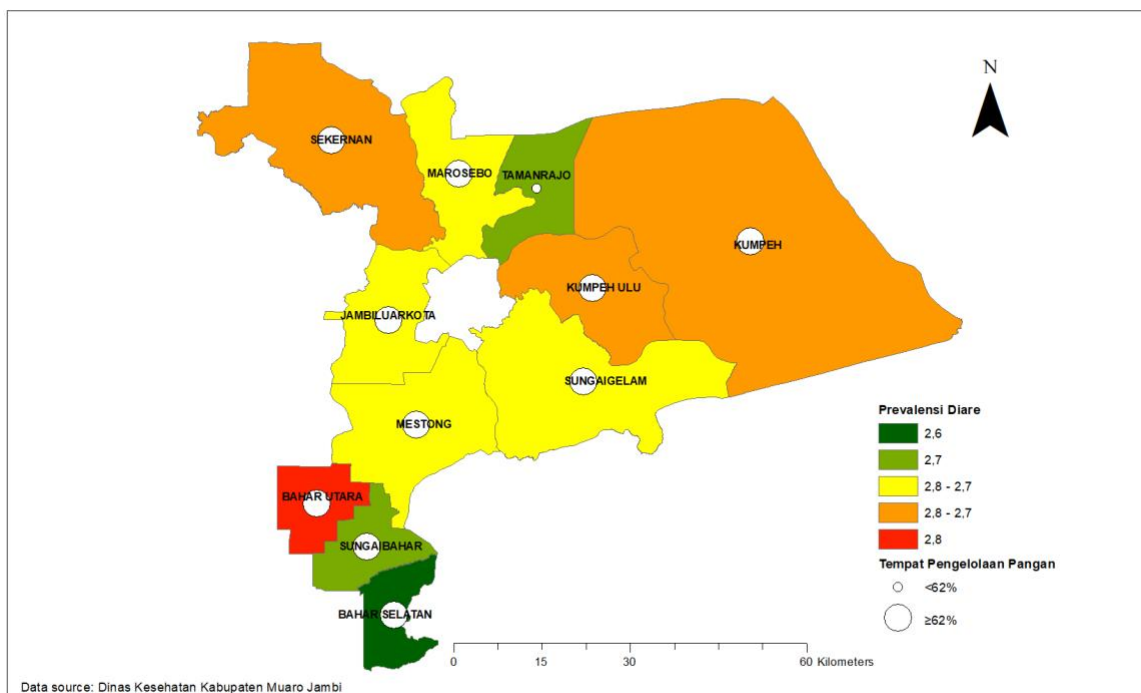 N
SEKERNAN
MAROSEBO
TAMANRAJO
KUMPEH
KUMPEH ULU
JAMBILUARKOTA
SUNGAIGELAM
MESTONG
BAHAR UTARA
SUNGAIBAHAR
BAHAR SELATAN
Prevalensi Diare
2,6
2,7
2,8 - 2,7
2,8 - 2,7
2,8
Tempat Pengelolaan Pangan
<62%
≥62%
0 15 30 60 Kilometers
Data source: Dinas Kesehatan Kabupaten Muaro Jambi